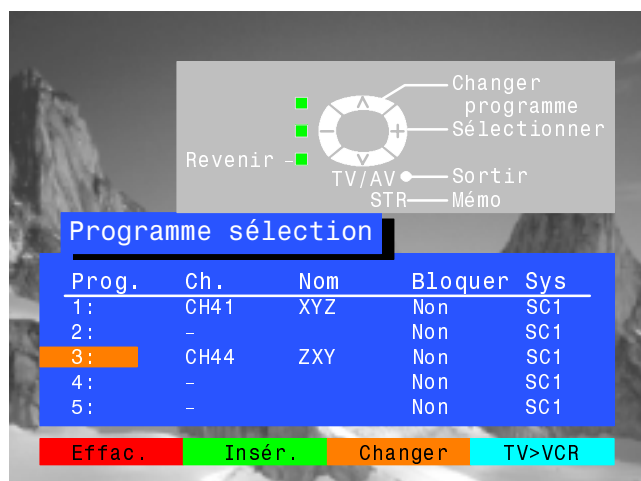 Changer
programme
Sélectionner
Revenir
TV/AV Sortir
STR Mémo
Programme sélection
Prog. Ch. Nom Bloquer Sys
1: CH41 XYZ Non SC1
2: – Non SC1
3: CH44 ZXY Non SC1
4: – Non SC1
5: – Non SC1
Effac. Insér. Changer TV>VCR